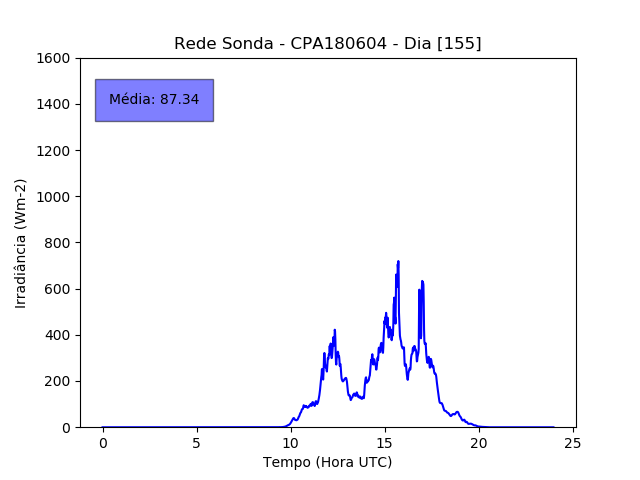 Rede Sonda - CPA180604 - Dia [155]
Média: 87.34
Irradiância (Wm-2)
1600
1400
1200
1000
800
600
400
200
0
0 5 10 15 20 25
Tempo (Hora UTC)